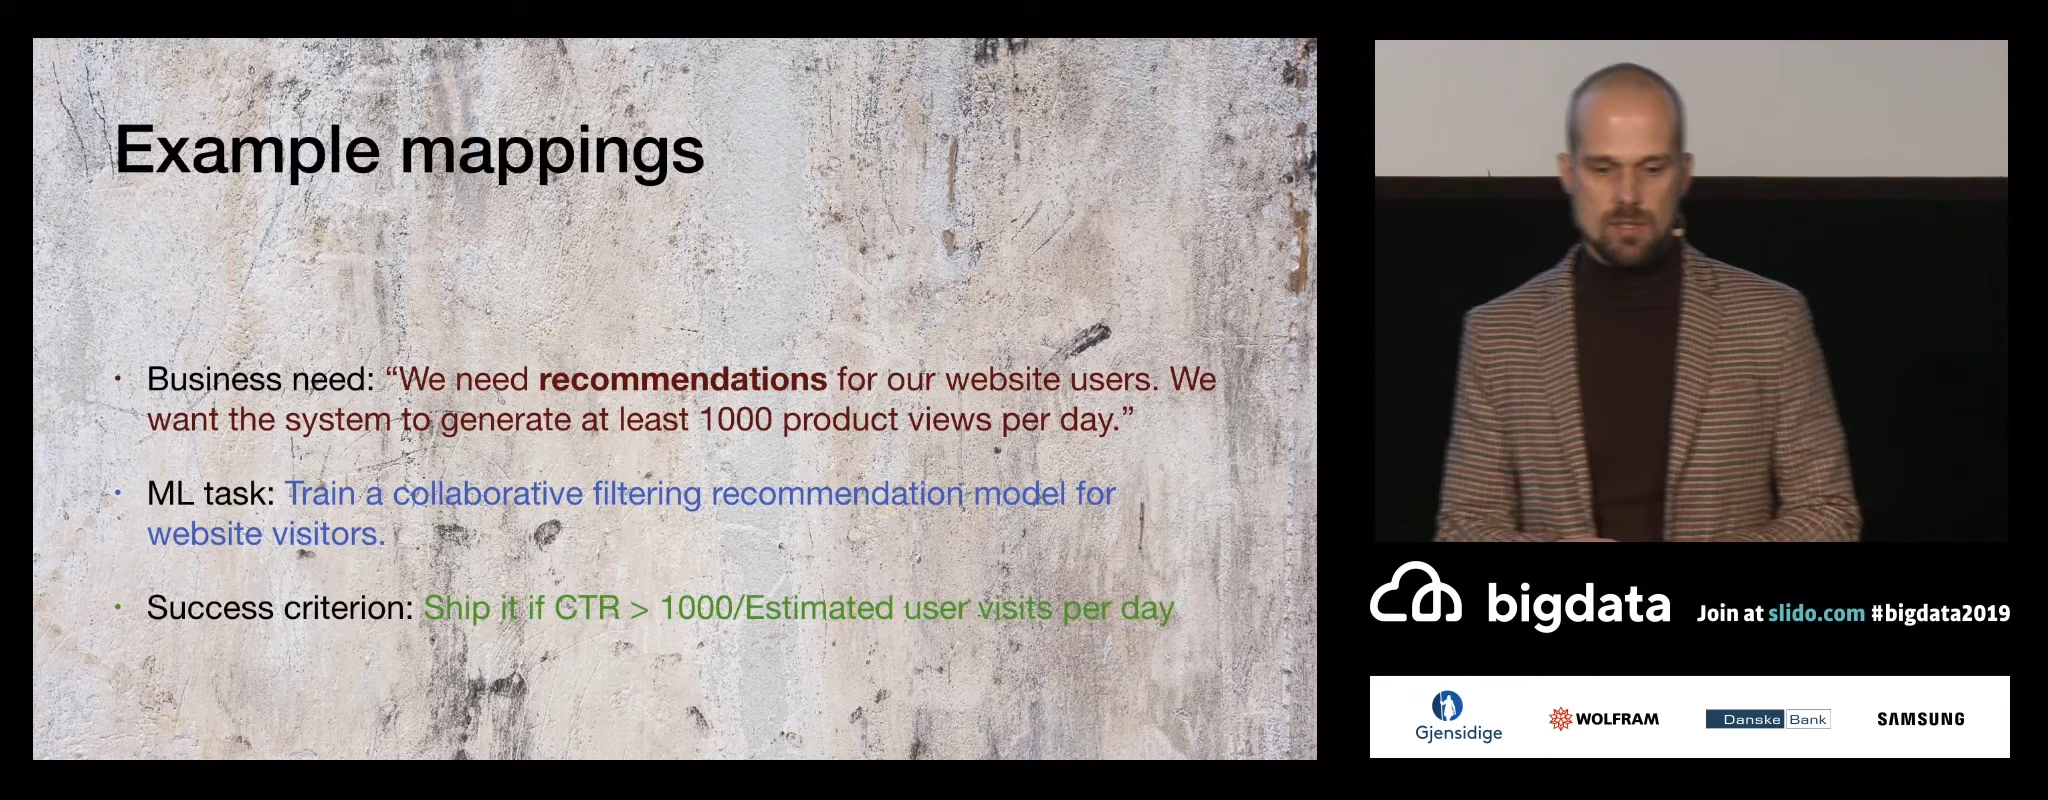 Example mappings
• Business need: “We need recommendations for our website users. We
want the system to generate at least 1000 product views per day.”
• ML task: Train a collaborative filtering recommendation model for
website visitors.
• Success criterion: Ship it if CTR > 1000/Estimated user visits per day
bigdata
Join at slido.com #bigdata2019
Gjensidige
WOLFRAM
Danske Bank
SAMSUNG